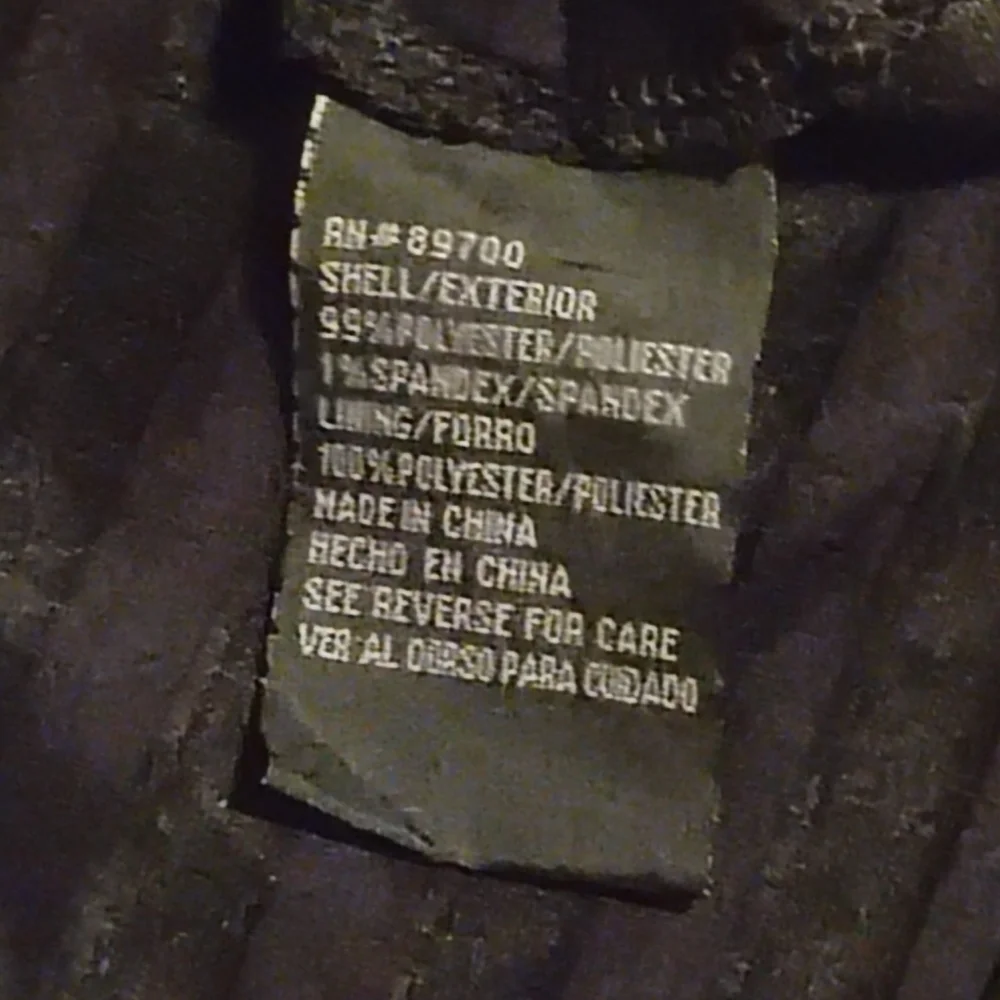 RN# 89700
SHELL/EXTERIOR
99%POLYESTER/POLIESTER
1%SPANDEX/SPANDEX
LINING/FORRO
100%POLYESTER/POLIESTER
MADE IN CHINA
HECHO EN CHINA
SEE REVERSE FOR CARE
VER AL DORSO PARA CUIDADO